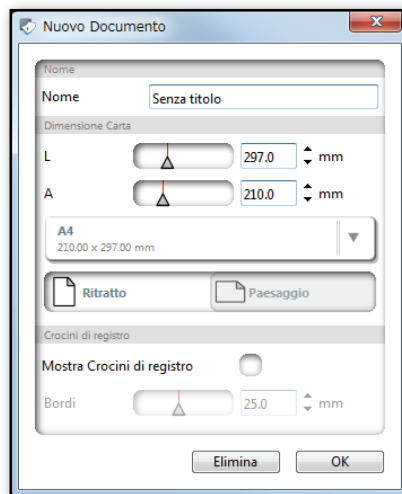 Nuovo Documento
Nome
Nome Senza titolo
Dimensione Carta
L 297.0 mm
A 210.0 mm
A4
210.00 x 297.00 mm
Ritratto Paesaggio
Crocini di registro
Mostra Crocini di registro
Bordi 25.0 mm
Elimina OK